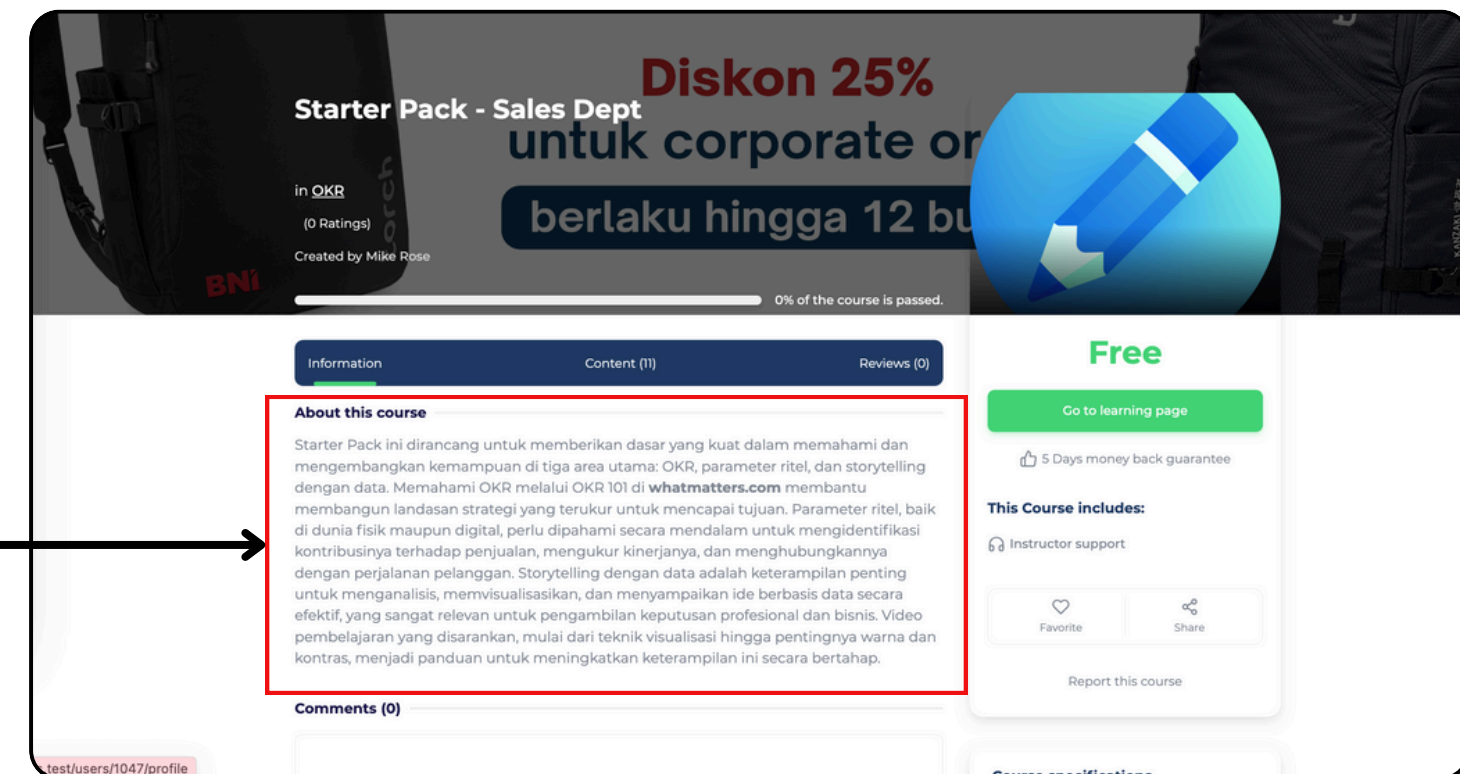 Diskon 25%
Starter Pack - Sales Dept
untuk corporate or
in OKR
(0 Ratings)
berlaku hingga 12 bu
Created by Mike Rose
orch
BNI
KANZAKI
0% of the course is passed.
Information
Content (11)
Reviews (0)
Free
Go to learning page
5 Days money back guarantee
This Course includes:
Instructor support
Favorite
Share
Report this course
About this course
Starter Pack ini dirancang untuk memberikan dasar yang kuat dalam memahami dan
mengembangkan kemampuan di tiga area utama: OKR, parameter ritel, dan storytelling
dengan data. Memahami OKR melalui OKR 101 di whatmatters.com membantu
membangun landasan strategi yang terukur untuk mencapai tujuan. Parameter ritel, baik
di dunia fisik maupun digital, perlu dipahami secara mendalam untuk mengidentifikasi
kontribusinya terhadap penjualan, mengukur kinerjanya, dan menghubungkannya
dengan perjalanan pelanggan. Storytelling dengan data adalah keterampilan penting
untuk menganalisis, memvisualisasikan, dan menyampaikan ide berbasis data secara
efektif, yang sangat relevan untuk pengambilan keputusan profesional dan bisnis. Video
pembelajaran yang disarankan, mulai dari teknik visualisasi hingga pentingnya warna dan
kontras, menjadi panduan untuk meningkatkan keterampilan ini secara bertahap.
Comments (0)
test/users/1047/profile